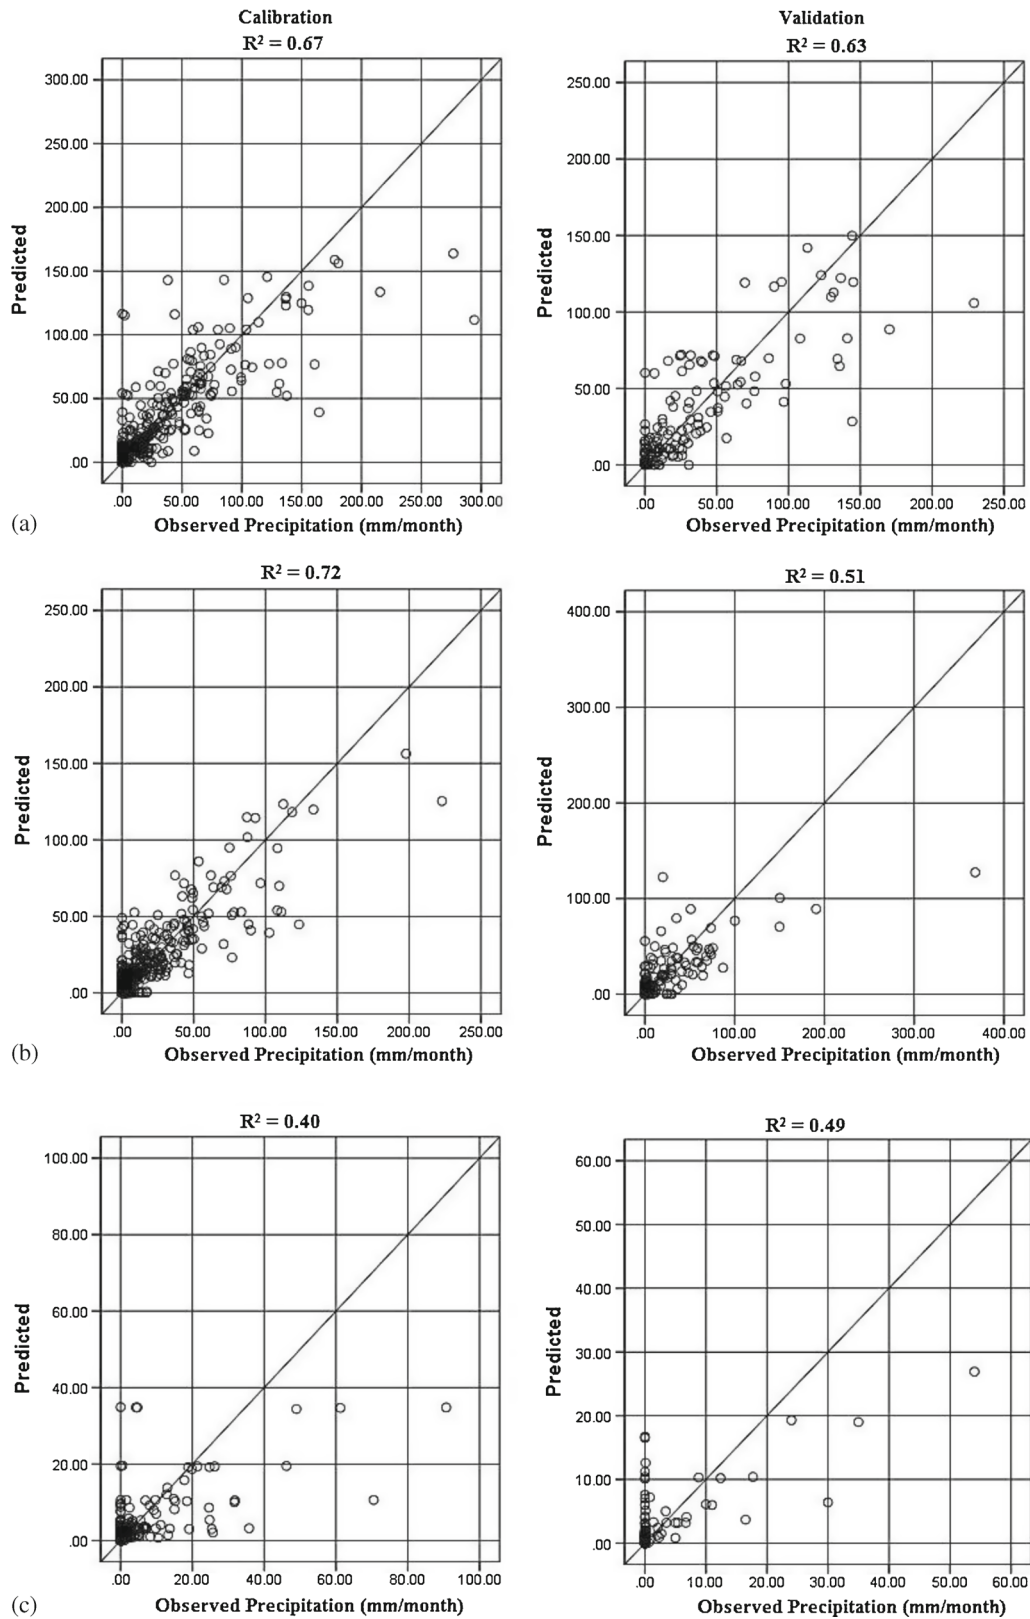 Calibration
R² = 0.67
300.00
250.00
200.00
150.00
100.00
50.00
.00
Predicted
.00 50.00 100.00 150.00 200.00 250.00 300.00
Observed Precipitation (mm/month)
Validation
R² = 0.63
250.00
200.00
150.00
100.00
50.00
.00
Predicted
.00 50.00 100.00 150.00 200.00 250.00
Observed Precipitation (mm/month)
(a)
R² = 0.72
250.00
200.00
150.00
100.00
50.00
.00
Predicted
.00 50.00 100.00 150.00 200.00 250.00
Observed Precipitation (mm/month)
R² = 0.51
400.00
300.00
200.00
100.00
.00
Predicted
.00 100.00 200.00 300.00 400.00
Observed Precipitation (mm/month)
(b)
R² = 0.40
100.00
80.00
60.00
40.00
20.00
.00
Predicted
.00 20.00 40.00 60.00 80.00 100.00
Observed Precipitation (mm/month)
R² = 0.49
60.00
50.00
40.00
30.00
20.00
10.00
.00
Predicted
.00 10.00 20.00 30.00 40.00 50.00 60.00
Observed Precipitation (mm/month)
(c)